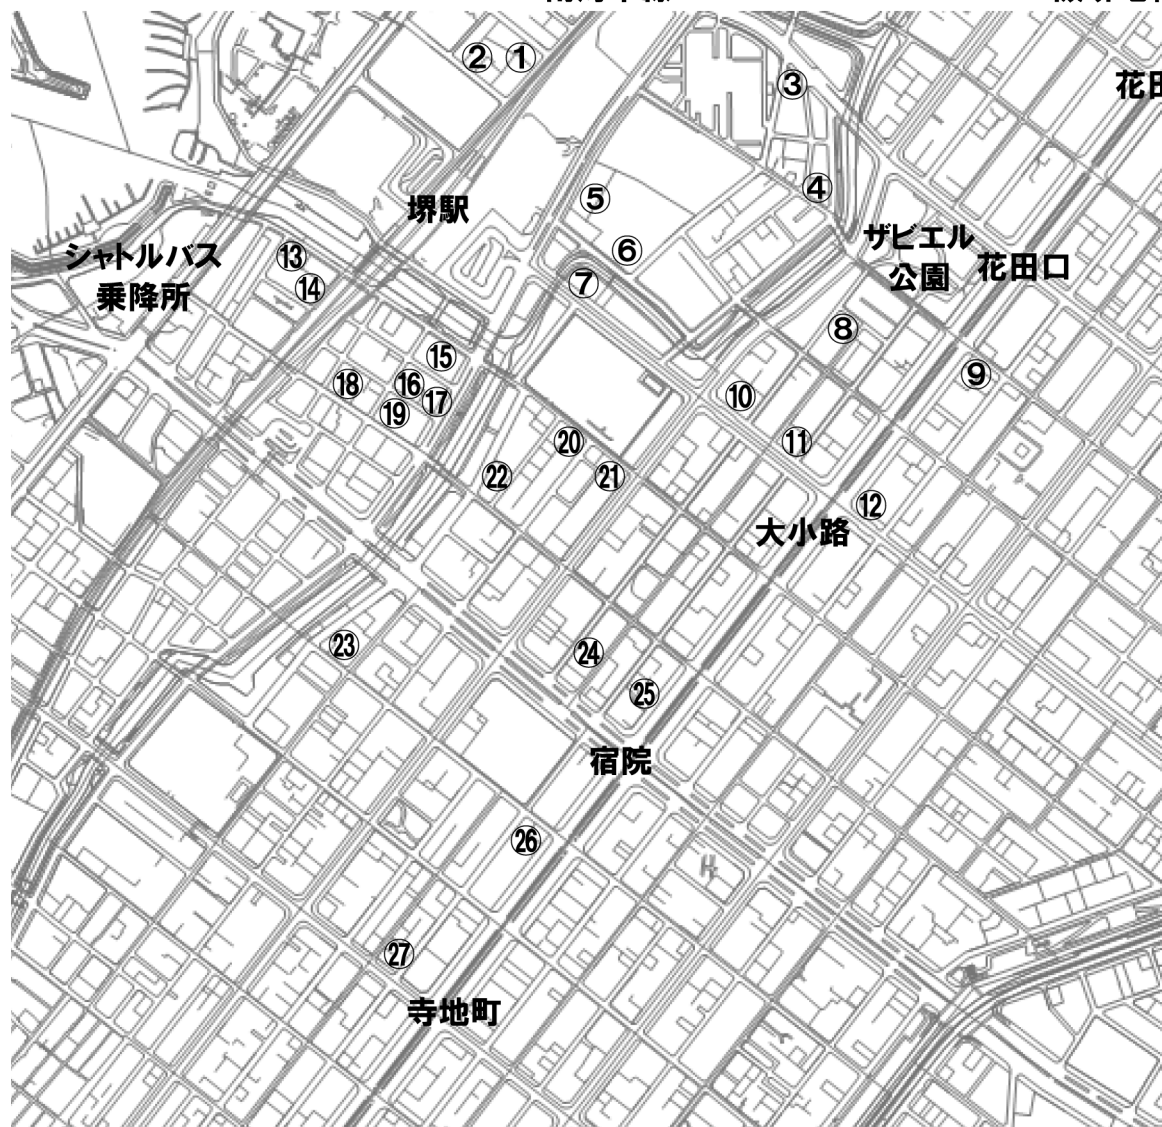 ② ①
③
花田
⑤
④
堺駅
⑥
ザビエル
公園
花田口
シャトルバス
乗降所
⑬
⑭
⑦
⑧
⑮
⑨
⑱
⑯
⑰
⑲
⑩
⑳
⑪
㉒
㉑
⑫
大小路
㉓
㉔
㉕
宿院
㉖
㉗
寺地町